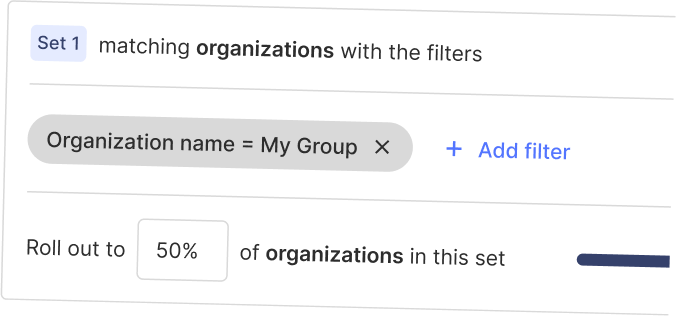 Set 1 matching organizations with the filters
Organization name = My Group × + Add filter
Roll out to 50% of organizations in this set